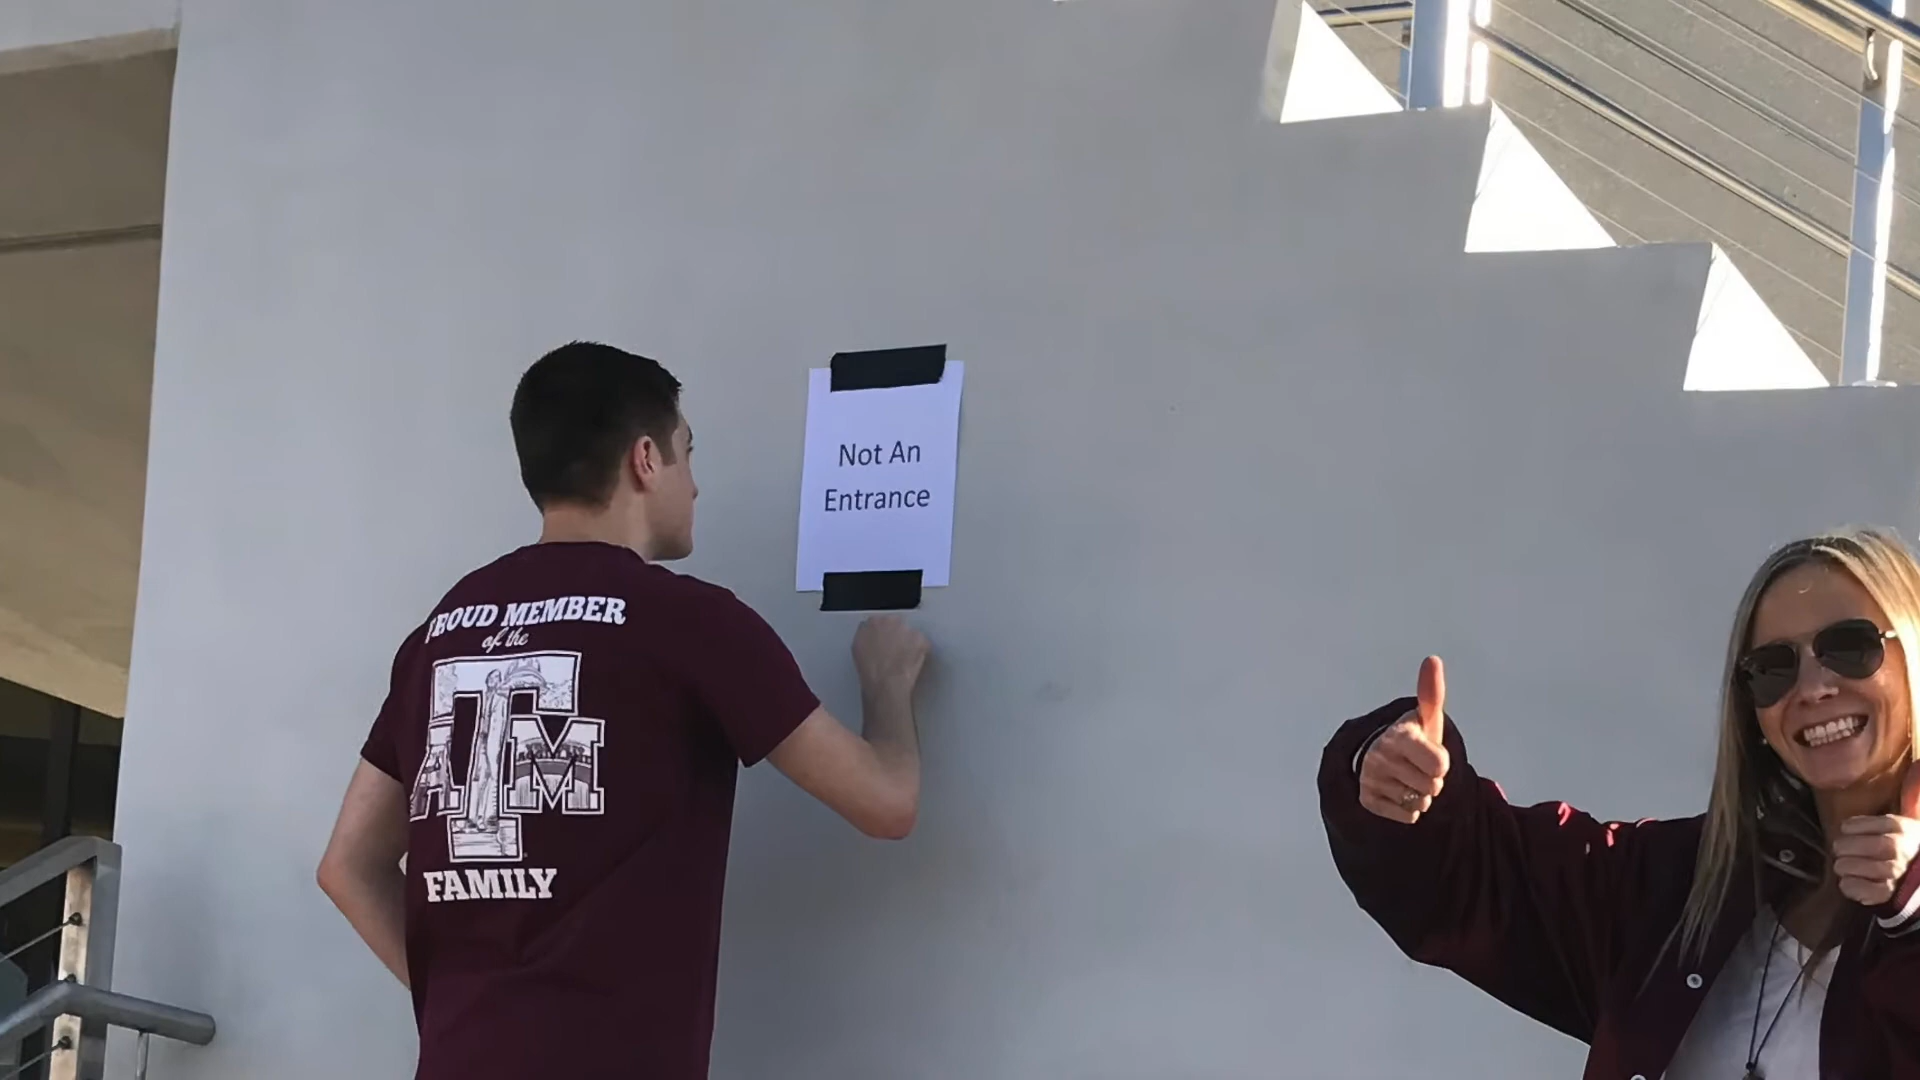 Not An
Entrance
PROUD MEMBER
of the
ATM
FAMILY